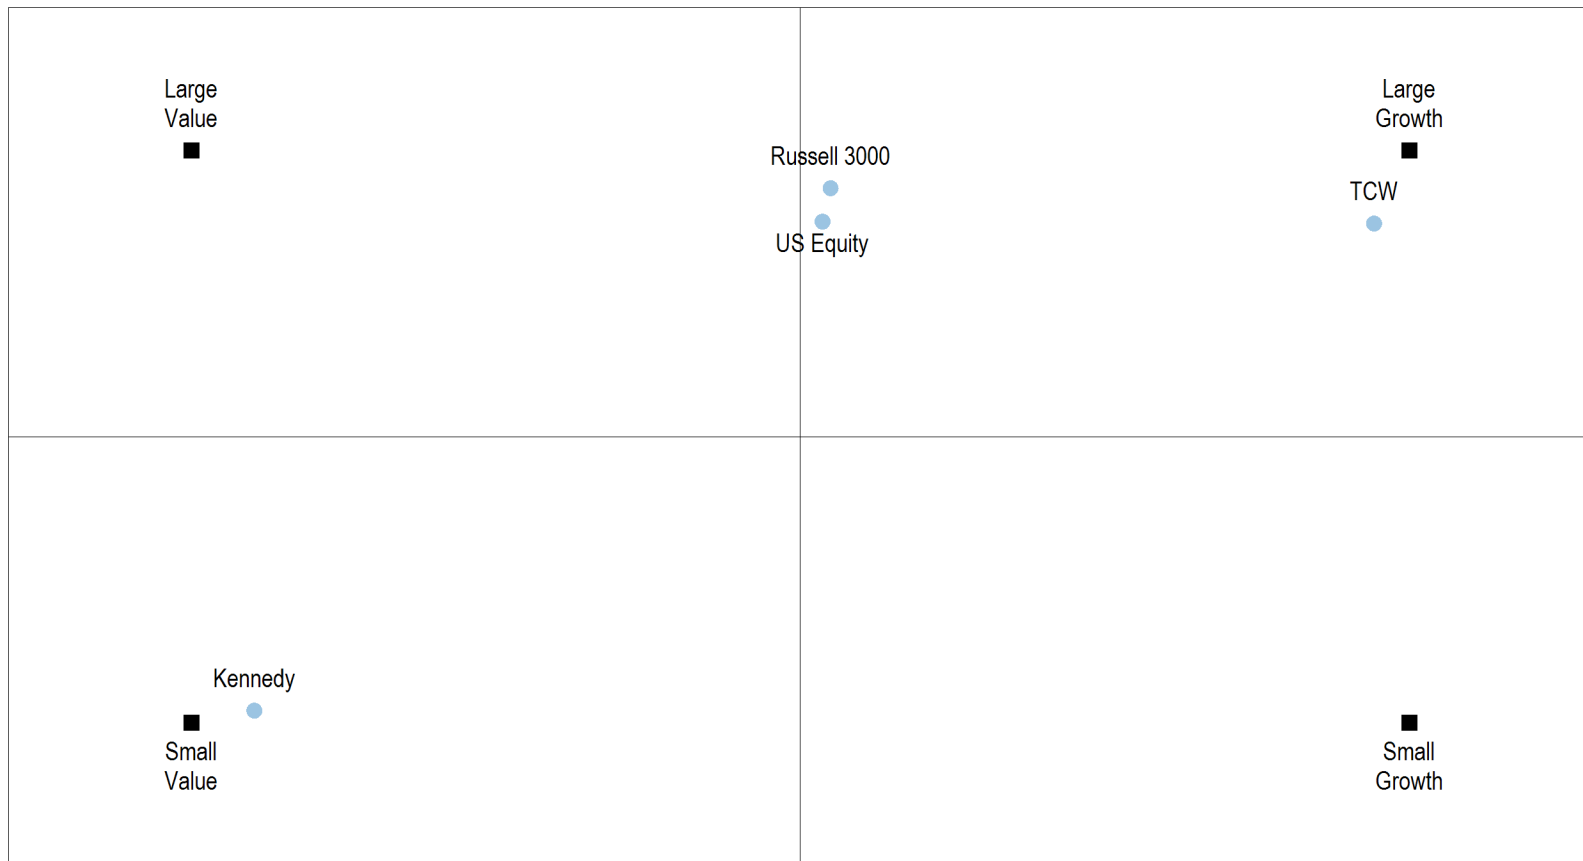 Large
Value
Large
Growth
Russell 3000
TCW
US Equity
Kennedy
Small
Value
Small
Growth